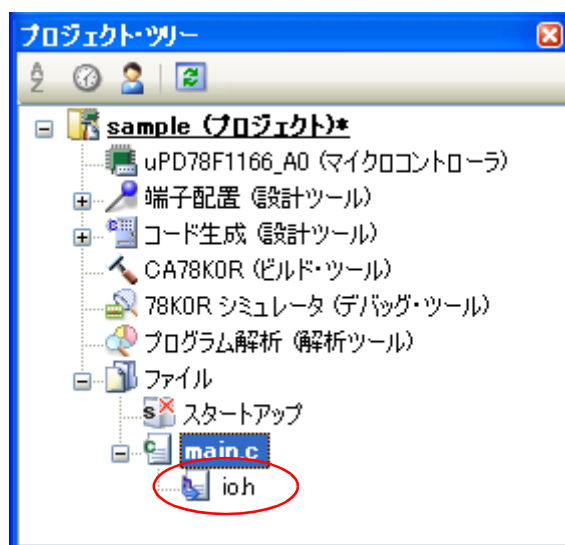 プロジェクト・ツリー
sample (プロジェクト)*
uPD78F1166_A0 (マイクロコントローラ)
端子配置 (設計ツール)
コード生成 (設計ツール)
CA78K0R (ビルド・ツール)
78K0R シミュレータ (デバッグ・ツール)
プログラム解析 (解析ツール)
ファイル
スタートアップ
main.c
io.h